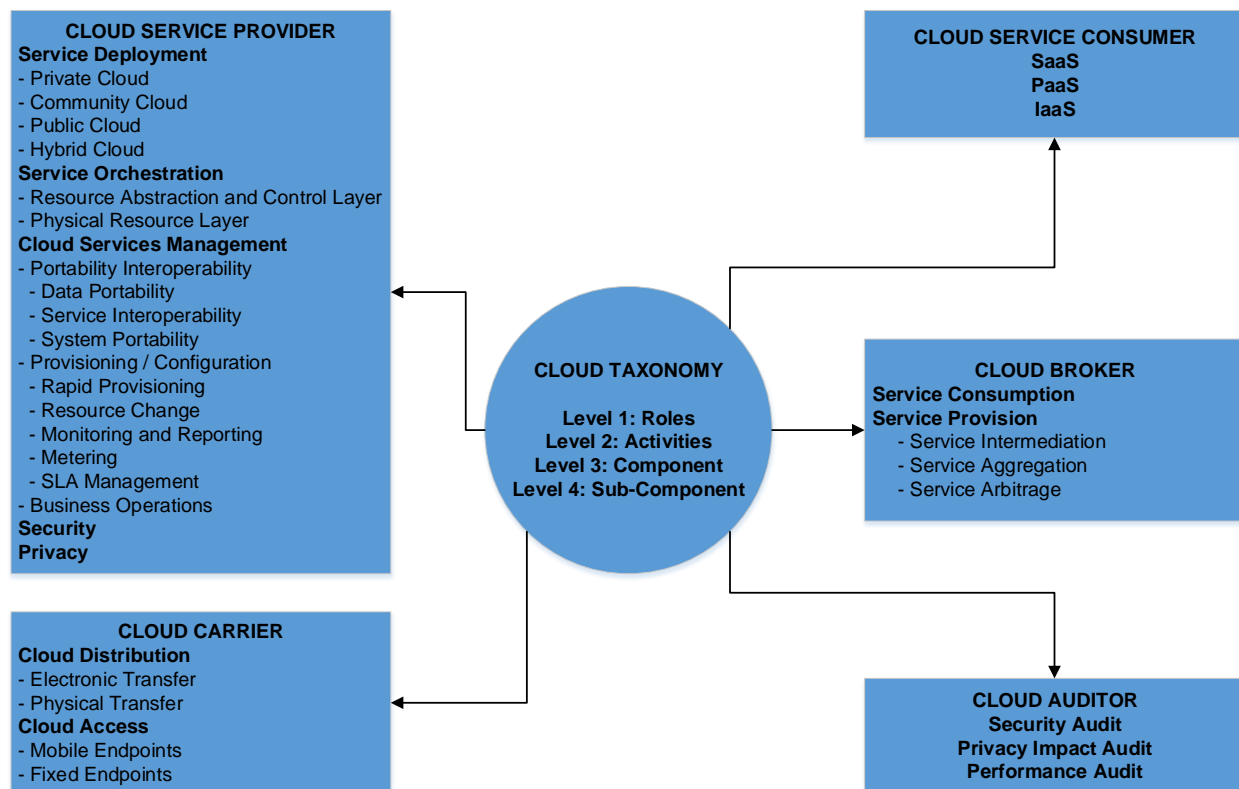 CLOUD SERVICE PROVIDER
Service Deployment
- Private Cloud
- Community Cloud
- Public Cloud
- Hybrid Cloud
Service Orchestration
- Resource Abstraction and Control Layer
- Physical Resource Layer
Cloud Services Management
- Portability Interoperability
- Data Portability
- Service Interoperability
- System Portability
- Provisioning / Configuration
- Rapid Provisioning
- Resource Change
- Monitoring and Reporting
- Metering
- SLA Management
- Business Operations
Security
Privacy
CLOUD CARRIER
Cloud Distribution
- Electronic Transfer
- Physical Transfer
Cloud Access
- Mobile Endpoints
- Fixed Endpoints
CLOUD TAXONOMY
Level 1: Roles
Level 2: Activities
Level 3: Component
Level 4: Sub-Component
CLOUD SERVICE CONSUMER
SaaS
PaaS
IaaS
CLOUD BROKER
Service Consumption
Service Provision
- Service Intermediation
- Service Aggregation
- Service Arbitrage
CLOUD AUDITOR
Security Audit
Privacy Impact Audit
Performance Audit